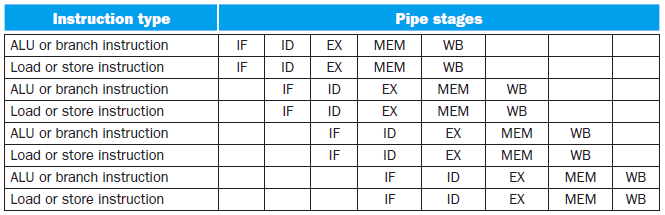 Instruction type Pipe stages
ALU or branch instruction IF ID EX MEM WB
Load or store instruction IF ID EX MEM WB
ALU or branch instruction IF ID EX MEM WB
Load or store instruction IF ID EX MEM WB
ALU or branch instruction IF ID EX MEM WB
Load or store instruction IF ID EX MEM WB
ALU or branch instruction IF ID EX MEM WB
Load or store instruction IF ID EX MEM WB